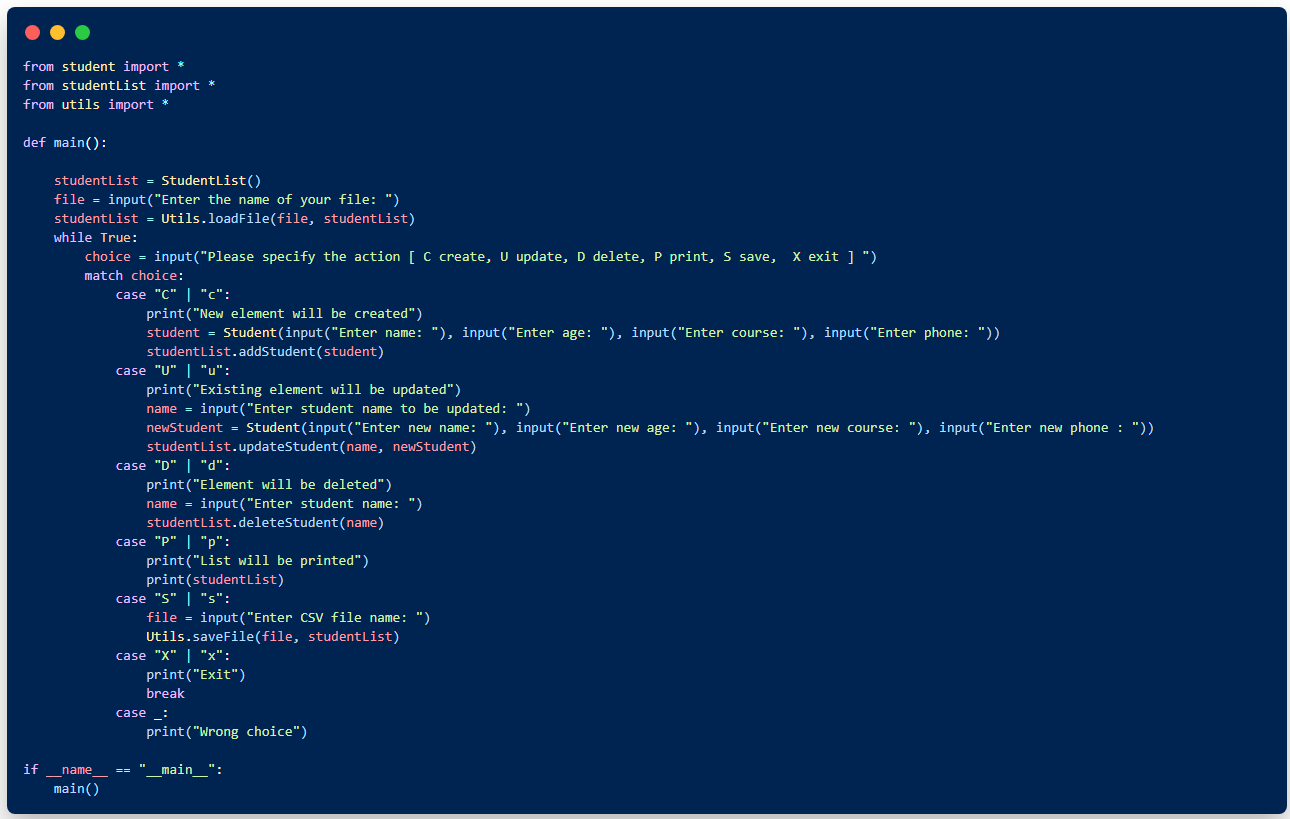 from student import *
from studentList import *
from utils import *

def main():

    studentList = StudentList()
    file = input("Enter the name of your file: ")
    studentList = Utils.loadFile(file, studentList)
    while True:
        choice = input("Please specify the action [ C create, U update, D delete, P print, S save,  X exit ] ")
        match choice:
            case "C" | "c":
                print("New element will be created")
                student = Student(input("Enter name: "), input("Enter age: "), input("Enter course: "), input("Enter phone: "))
                studentList.addStudent(student)
            case "U" | "u":
                print("Existing element will be updated")
                name = input("Enter student name to be updated: ")
                newStudent = Student(input("Enter new name: "), input("Enter new age: "), input("Enter new course: "), input("Enter new phone : "))
                studentList.updateStudent(name, newStudent)
            case "D" | "d":
                print("Element will be deleted")
                name = input("Enter student name: ")
                studentList.deleteStudent(name)
            case "P" | "p":
                print("List will be printed")
                print(studentList)
            case "S" | "s":
                file = input("Enter CSV file name: ")
                Utils.saveFile(file, studentList)
            case "X" | "x":
                print("Exit")
                break
            case _:
                print("Wrong choice")

if __name__ == "__main__":
    main()